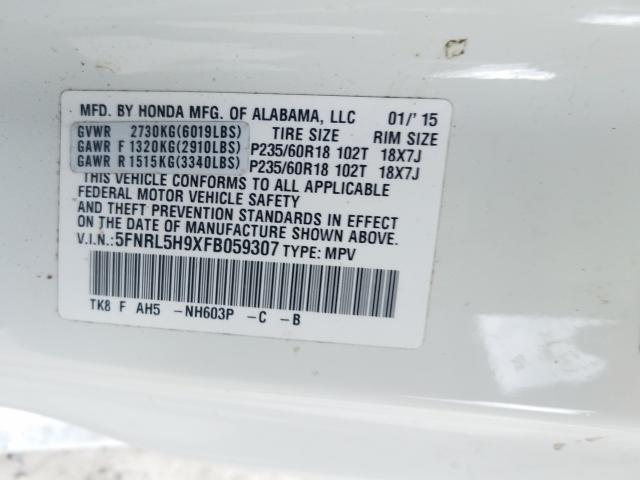 MFD. BY HONDA MFG. OF ALABAMA, LLC 01/'15
GVWR 2730KG(6019LBS) TIRE SIZE RIM SIZE
GAWR F 1320KG(2910LBS) P235/60R18 102T 18X7J
GAWR R 1515KG(3340LBS) P235/60R18 102T 18X7J
THIS VEHICLE CONFORMS TO ALL APPLICABLE
FEDERAL MOTOR VEHICLE SAFETY
AND THEFT PREVENTION STANDARDS IN EFFECT
ON THE DATE OF MANUFACTURE SHOWN ABOVE.
V.I.N.:5FNRL5H9XFB059307 TYPE: MPV
TK8 F AH5 -NH603P -C -B